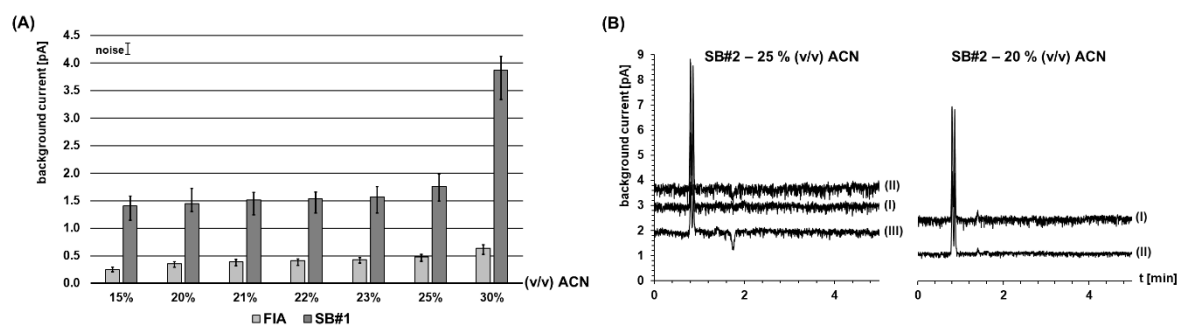 (A)
background current [pA]
4.5
4.0
3.5
3.0
2.5
2.0
1.5
1.0
0.5
0.0
noise
15% 20% 21% 22% 23% 25% 30%
(v/v) ACN
FIA SB#1
(B)
background current [pA]
9
8
7
6
5
4
3
2
1
0
SB#2 – 25 % (v/v) ACN
(II)
(I)
(III)
0 2 4
SB#2 – 20 % (v/v) ACN
(I)
(II)
t [min]
0 2 4